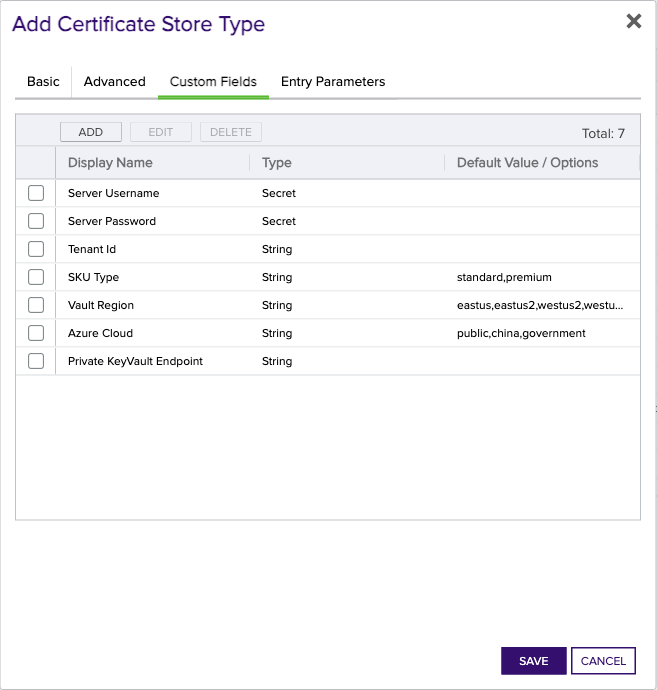 Add Certificate Store Type
Basic Advanced Custom Fields Entry Parameters
ADD EDIT DELETE Total: 7
Display Name Type Default Value / Options
Server Username Secret
Server Password Secret
Tenant Id String
SKU Type String standard,premium
Vault Region String eastus,eastus2,westus2,westu...
Azure Cloud String public,china,government
Private KeyVault Endpoint String
SAVE CANCEL